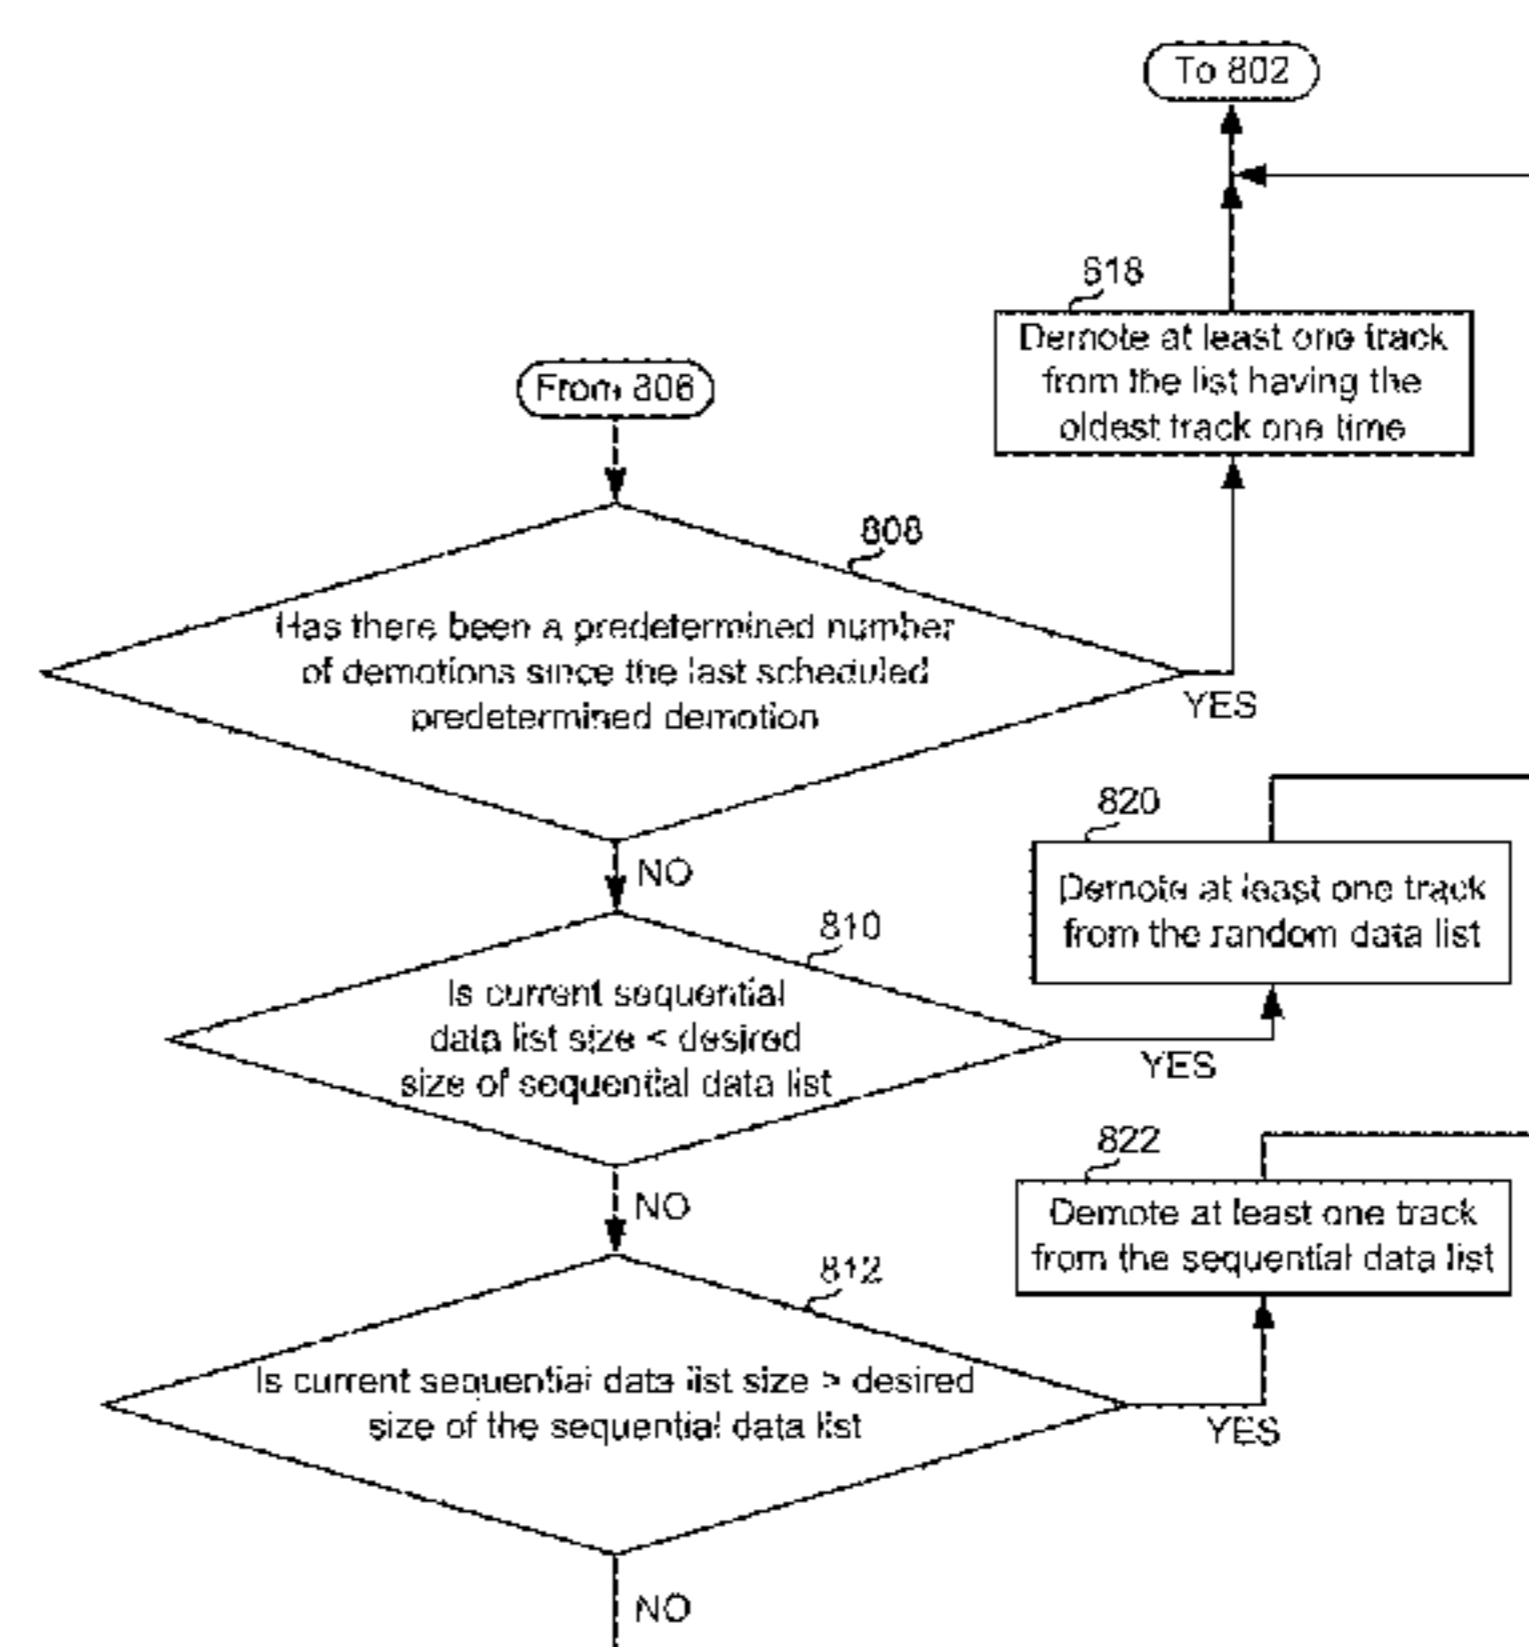 To 802
818
Demote at least one track
from the list having the
oldest track one time
From 806
808
Has there been a predetermined number
of demotions since the last scheduled
predetermined demotion
YES
NO
820
Demote at least one track
from the random data list
810
Is current sequential
data list size < desired
size of sequential data list
YES
NO
822
Demote at least one track
from the sequential data list
812
Is current sequential data list size > desired
size of the sequential data list
YES
NO